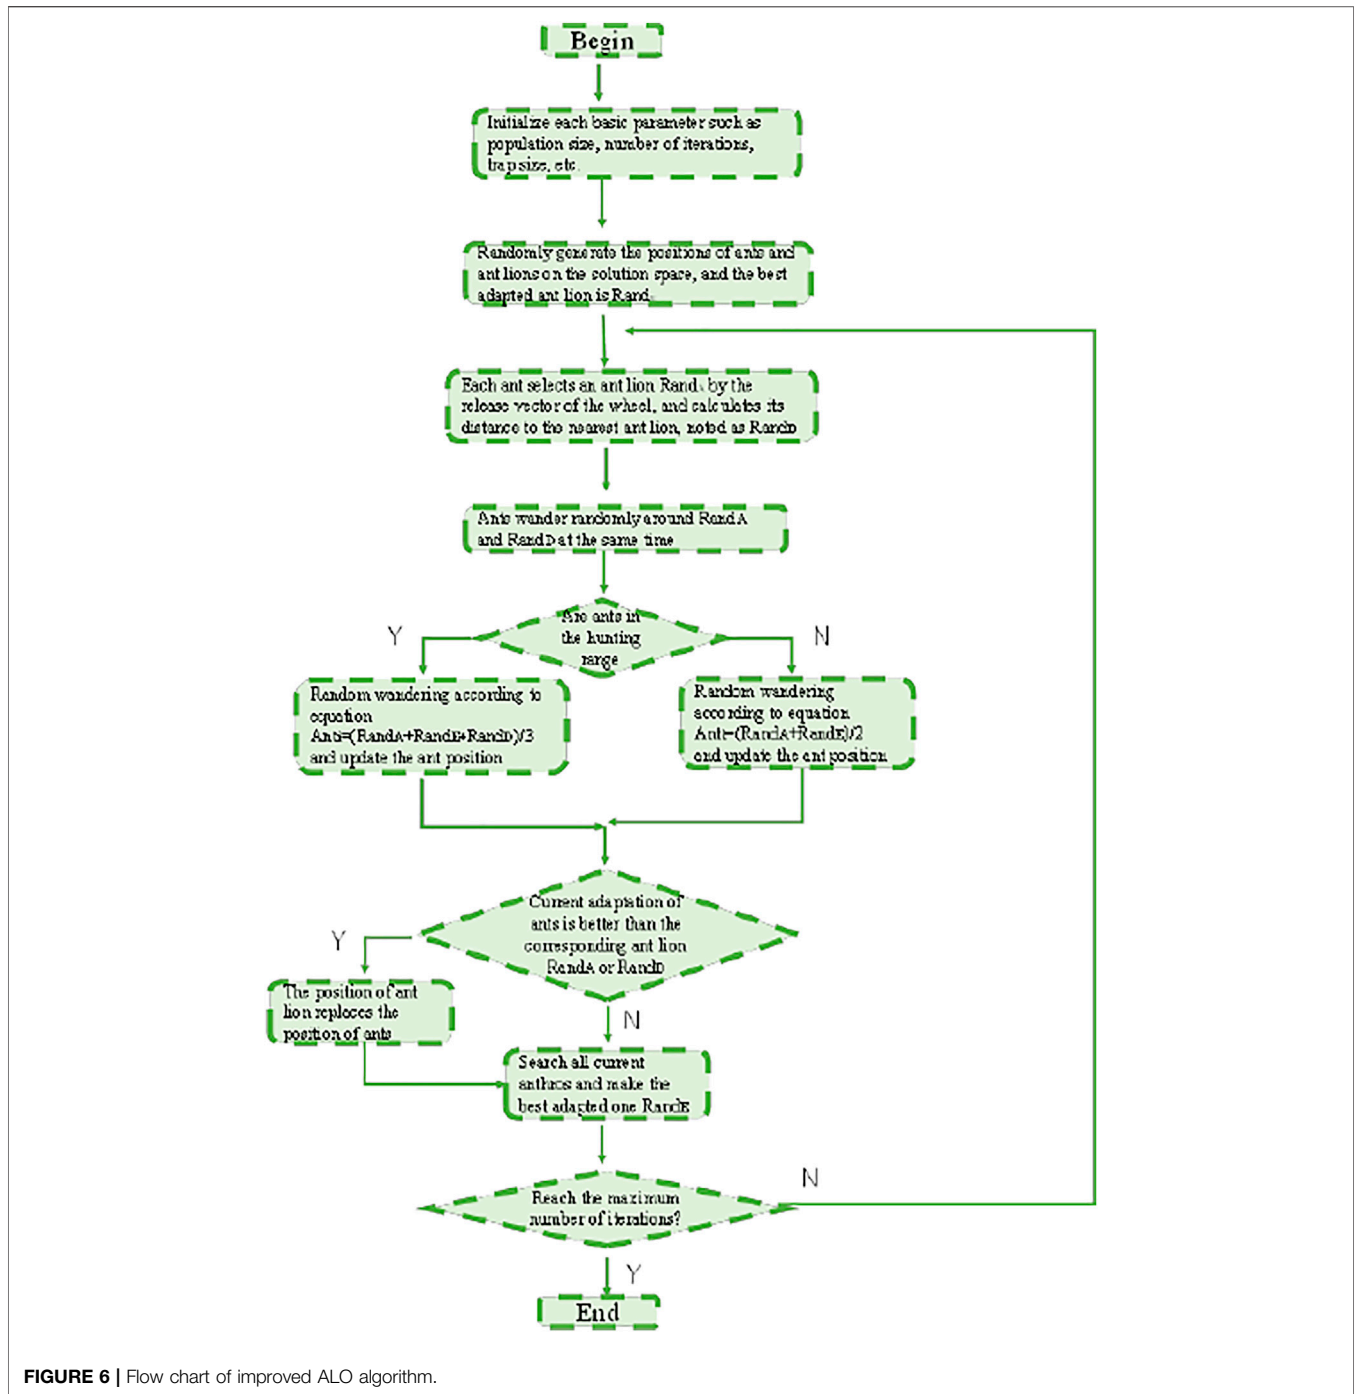 Begin
Initialize each basic parameter such as
population size, number of iterations,
trap size, etc.
Randomly generate the positions of ants and
ant lions on the solution space, and the best
adapted ant lion is Rand
Each ant selects an ant lion Rand by the
release vector of the wheel, and calculates its
distance to the nearest ant lion, noted as RandD
Ants wander randomly around RandA
and RandD at the same time
Are ants in
the hunting
range
Y
N
Random wandering according to
equation
Anti=(RandA+RandE+RandD)/3
and update the ant position
Random wandering
according to equation
Anti=(RandA+RandE)/2
and update the ant position
Current adaptation of
ants is better than the
corresponding ant lion
RandA or RandD
Y
The position of ant
lion replaces the
position of ants
N
Search all current
anthros and make the
best adapted one RandE
Reach the maximum
number of iterations?
N
Y
End
FIGURE 6 | Flow chart of improved ALO algorithm.